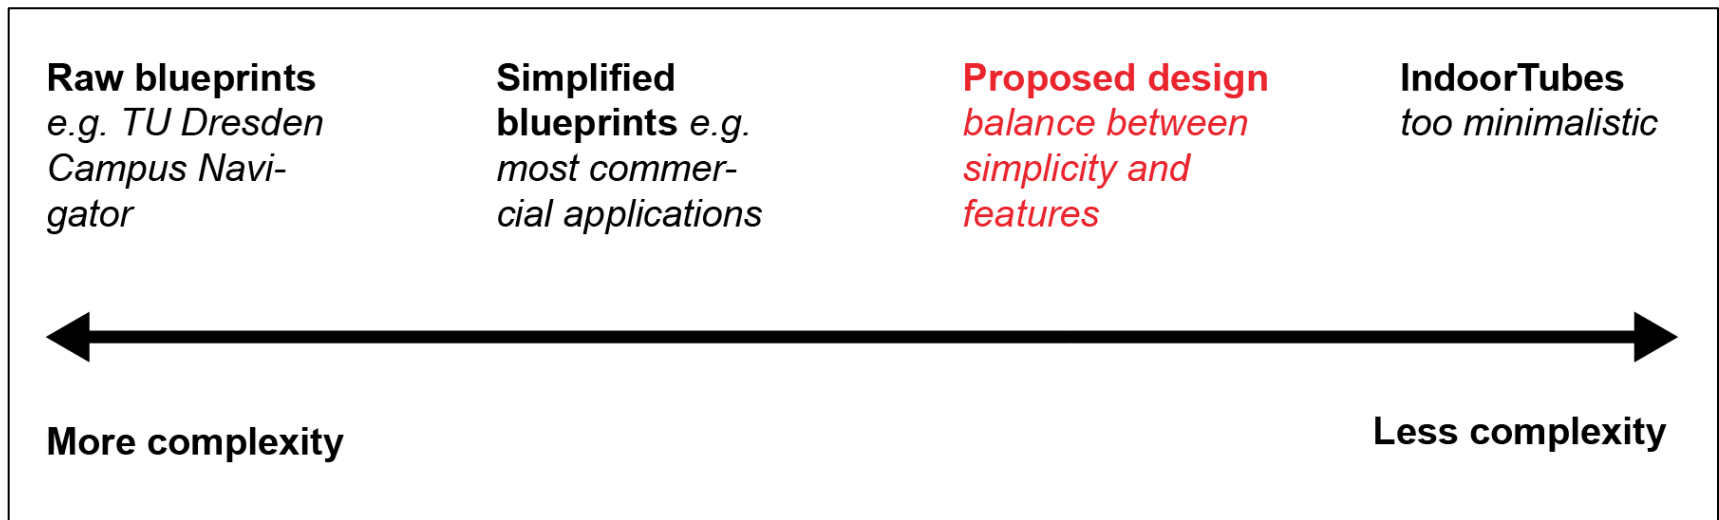 Raw blueprints
e.g. TU Dresden
Campus Navi-
gator
Simplified
blueprints e.g.
most commer-
cial applications
Proposed design
balance between
simplicity and
features
IndoorTubes
too minimalistic
More complexity
Less complexity